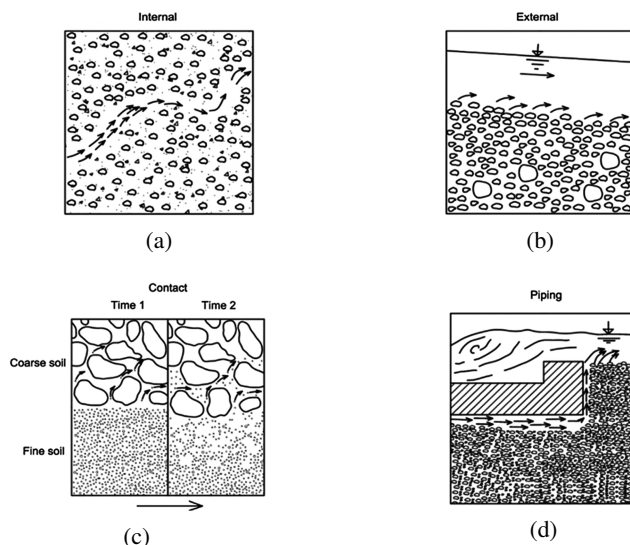 Internal
External
(a)
(b)
Contact
Time 1
Time 2
Coarse soil
Fine soil
(c)
Piping
(d)